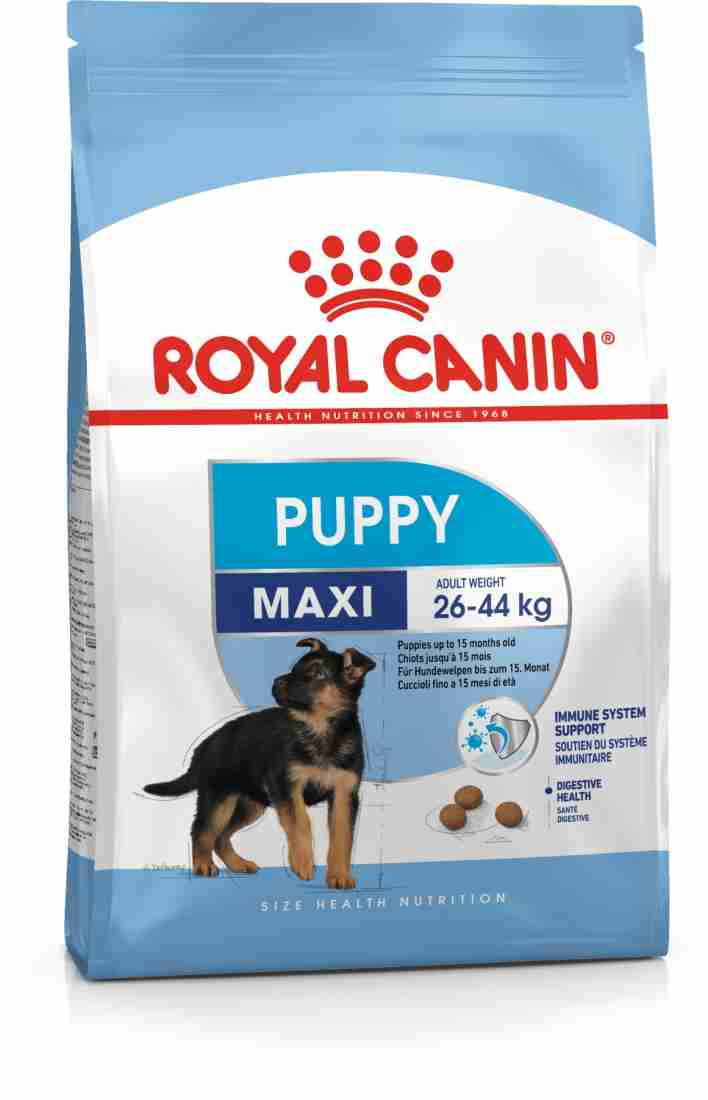 ROYAL CANIN®
HEALTH NUTRITION SINCE 1968
PUPPY
MAXI
ADULT WEIGHT
26-44 kg
Puppies up to 15 months old
Chiots jusqu'à 15 mois
Für Hundewelpen bis zum 15. Monat
Cuccioli fino a 15 mesi di età
IMMUNE SYSTEM
SUPPORT
SOUTIEN DU SYSTÈME
IMMUNITAIRE
DIGESTIVE
HEALTH
SANTÉ
DIGESTIVE
SIZE HEALTH NUTRITION